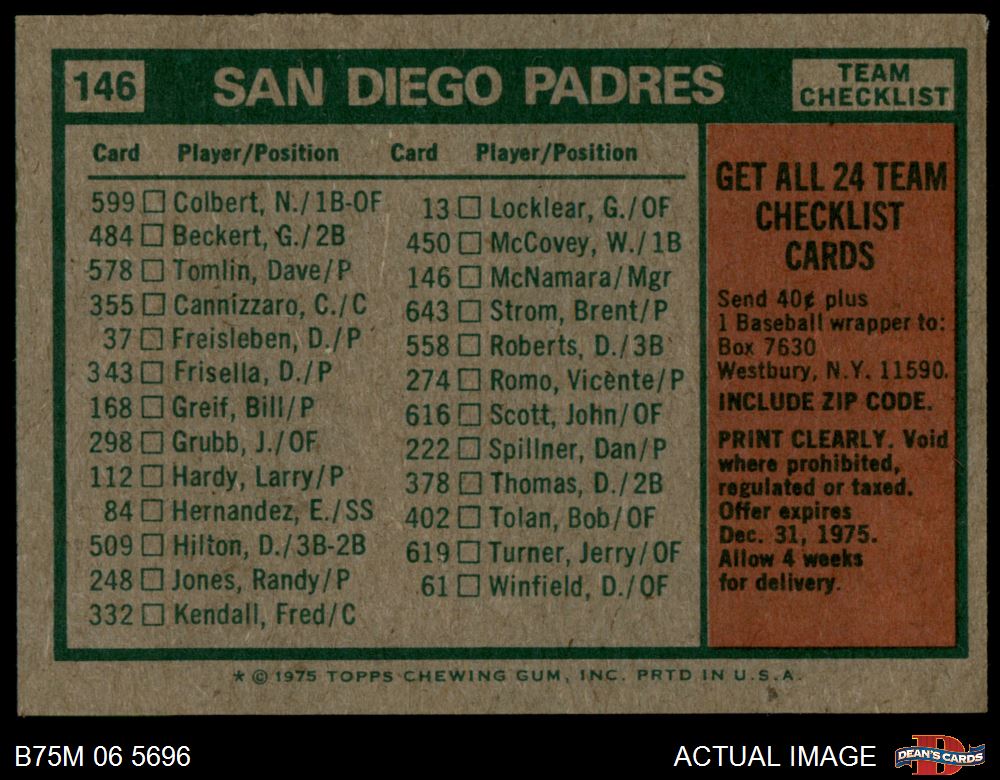 146
SAN DIEGO PADRES
TEAM
CHECKLIST
Card Player/Position Card Player/Position
599 Colbert, N./1B-OF
484 Beckert, G./2B
578 Tomlin, Dave/P
355 Cannizzaro, C./C
37 Freisleben, D./P
343 Frisella, D./P
168 Greif, Bill/P
298 Grubb, J./OF
112 Hardy, Larry/P
84 Hernandez, E./SS
509 Hilton, D./3B-2B
248 Jones, Randy/P
332 Kendall, Fred/C
13 Locklear, G./OF
450 McCovey, W./1B
146 McNamara/Mgr
643 Strom, Brent/P
558 Roberts, D./3B
274 Romo, Vicente/P
616 Scott, John/OF
222 Spillner, Dan/P
378 Thomas, D./2B
402 Tolan, Bob/OF
619 Turner, Jerry/OF
61 Winfield, D./OF
GET ALL 24 TEAM
CHECKLIST
CARDS
Send 40¢ plus
1 Baseball wrapper to:
Box 7630
Westbury, N.Y. 11590.
INCLUDE ZIP CODE.
PRINT CLEARLY. Void
where prohibited,
regulated or taxed.
Offer expires
Dec. 31, 1975.
Allow 4 weeks
for delivery.
* © 1975 TOPPS CHEWING GUM, INC. PRTD IN U.S.A.
B75M 06 5696
ACTUAL IMAGE
D
DEAN'S CARDS